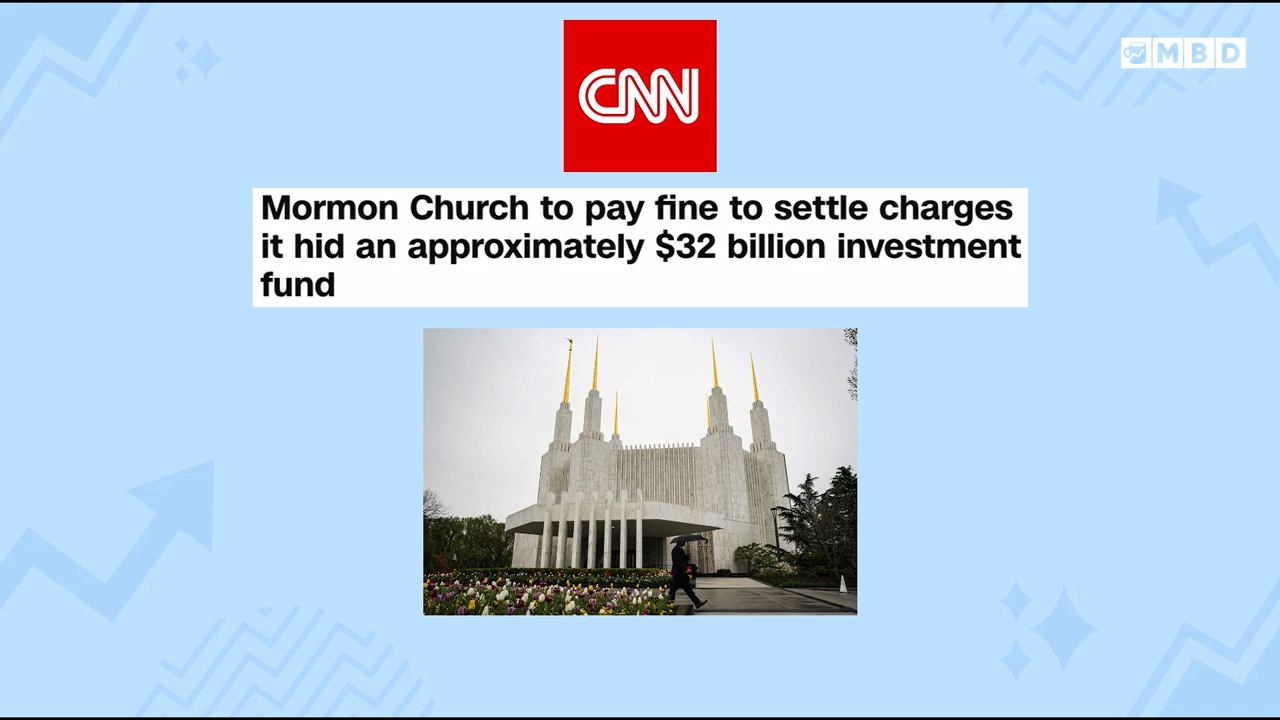 CNN
MBD
Mormon Church to pay fine to settle charges
it hid an approximately $32 billion investment
fund